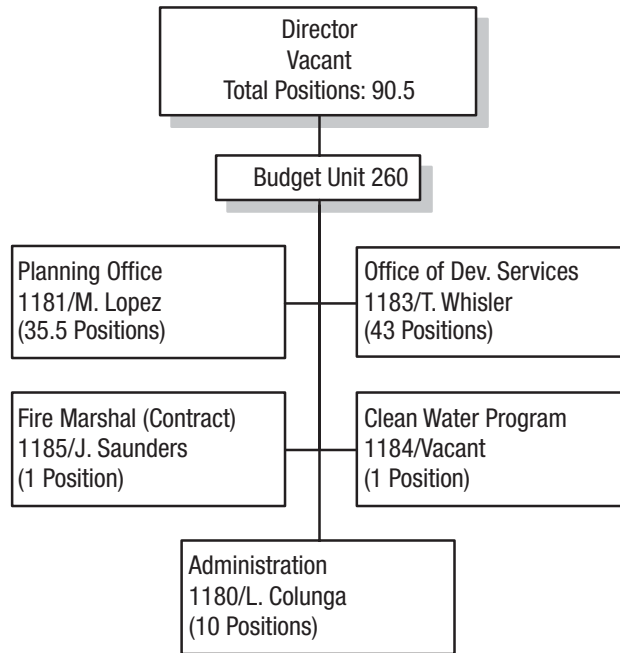 Director
Vacant
Total Positions: 90.5
Budget Unit 260
Planning Office
1181/M. Lopez
(35.5 Positions)
Office of Dev. Services
1183/T. Whisler
(43 Positions)
Fire Marshal (Contract)
1185/J. Saunders
(1 Position)
Clean Water Program
1184/Vacant
(1 Position)
Administration
1180/L. Colunga
(10 Positions)